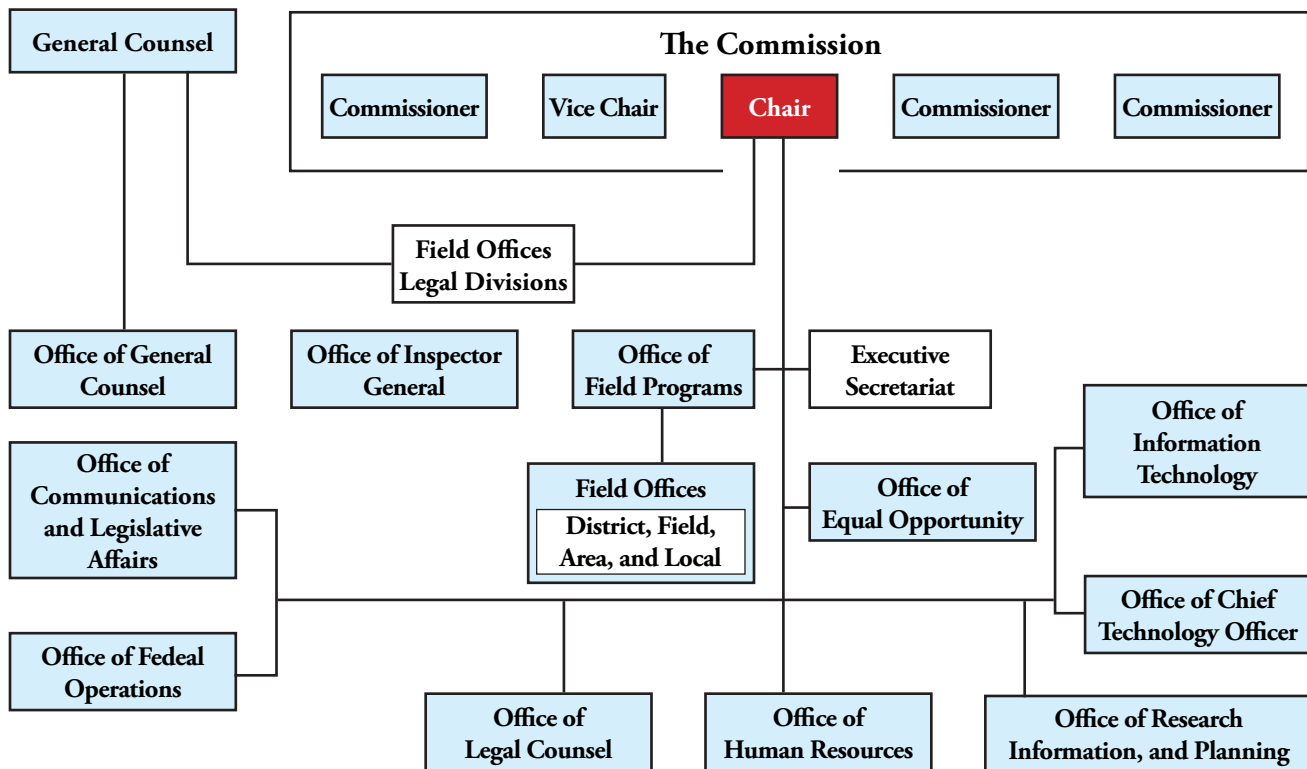 General Counsel
The Commission
Commissioner
Vice Chair
Chair
Commissioner
Commissioner
Field Offices
Legal Divisions
Office of General
Counsel
Office of Inspector
General
Office of
Field Programs
Executive
Secretariat
Office of
Information
Technology
Office of
Communications
and Legislative
Affairs
Field Offices
District, Field,
Area, and Local
Office of
Equal Opportunity
Office of Chief
Technology Officer
Office of Federal
Operations
Office of
Legal Counsel
Office of
Human Resources
Office of Research
Information, and Planning